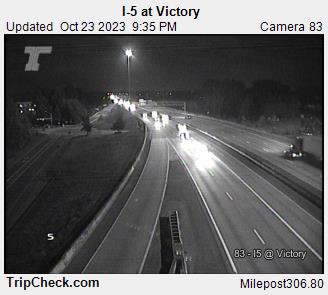 I-5 at Victory
Updated Oct 23 2023 9:35 PM Camera 83
T
S
83 - I5 @ Victory
TripCheck.com Milepost306.80